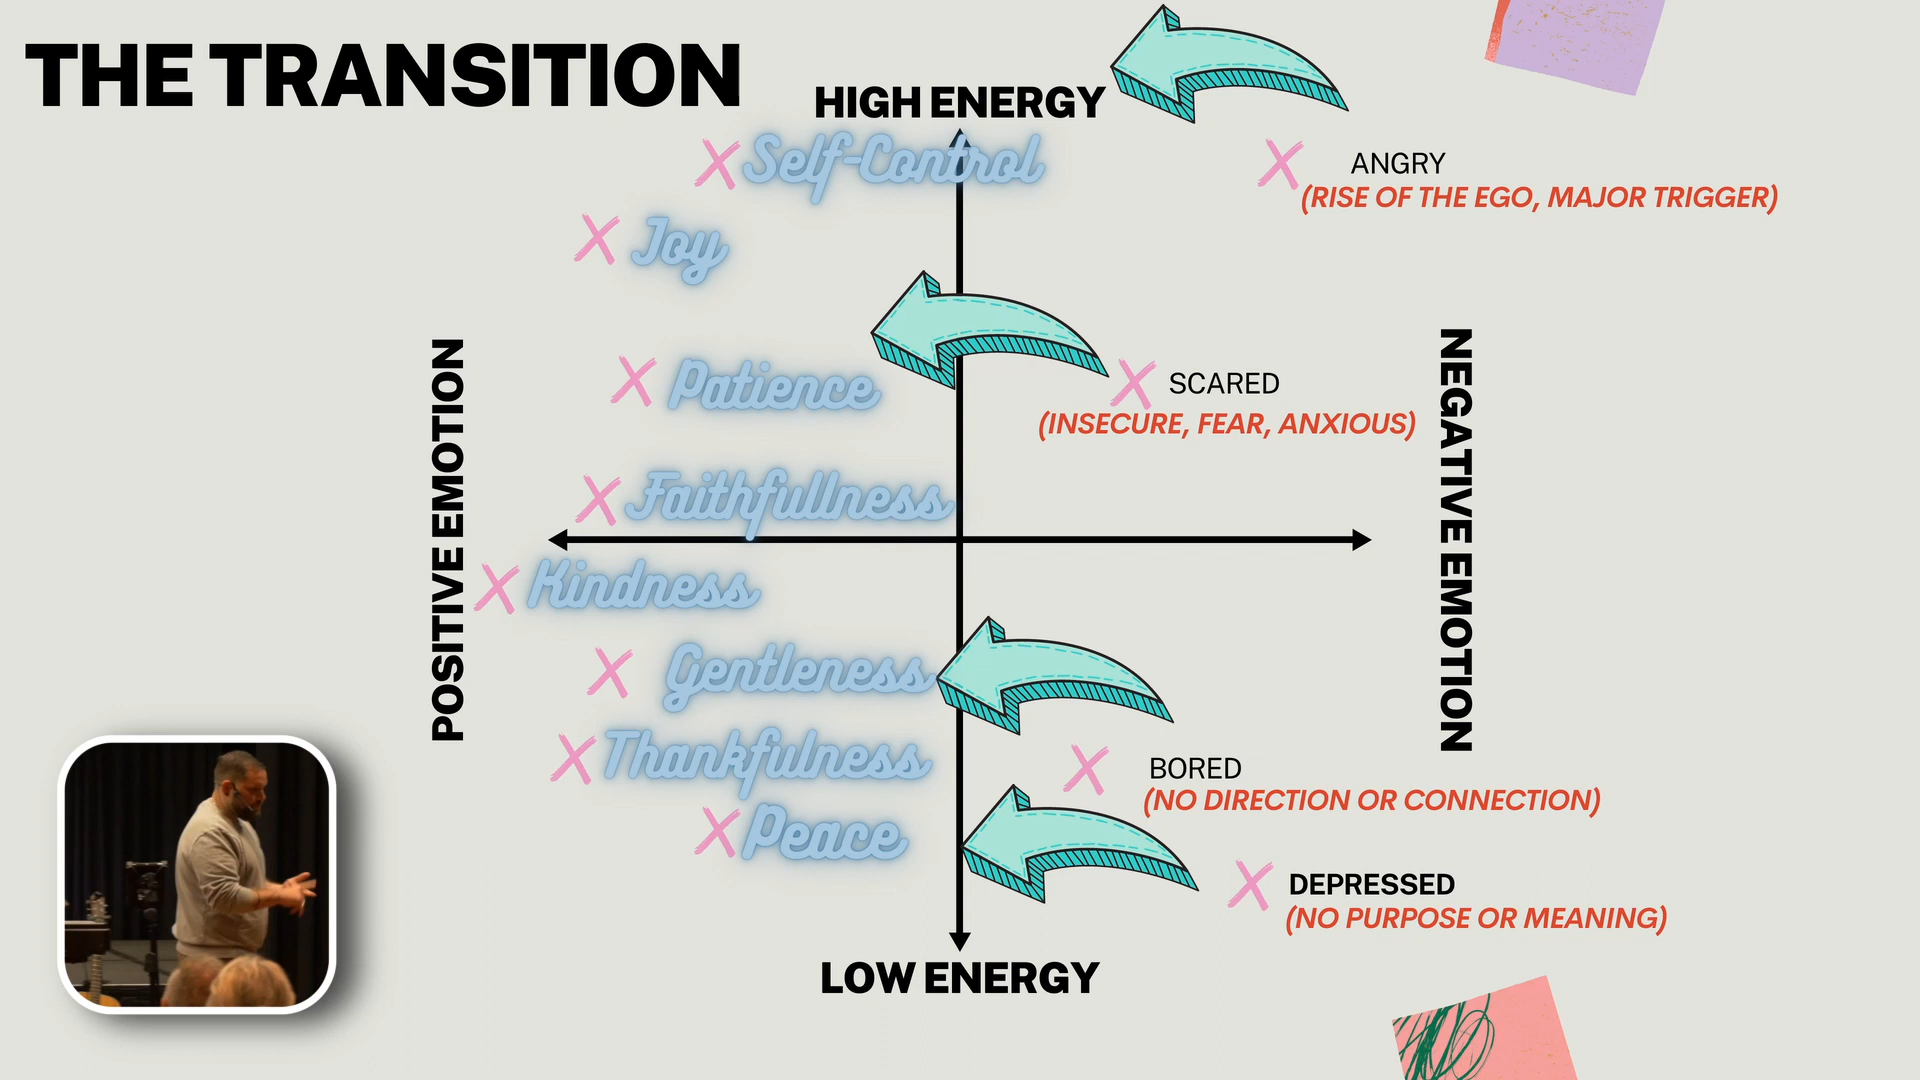 THE TRANSITION
HIGH ENERGY
Self-Control
ANGRY
(RISE OF THE EGO, MAJOR TRIGGER)
Joy
Patience
SCARED
(INSECURE, FEAR, ANXIOUS)
POSITIVE EMOTION
NEGATIVE EMOTION
Faithfullness
Kindness
Gentleness
Thankfulness
BORED
(NO DIRECTION OR CONNECTION)
Peace
DEPRESSED
(NO PURPOSE OR MEANING)
LOW ENERGY